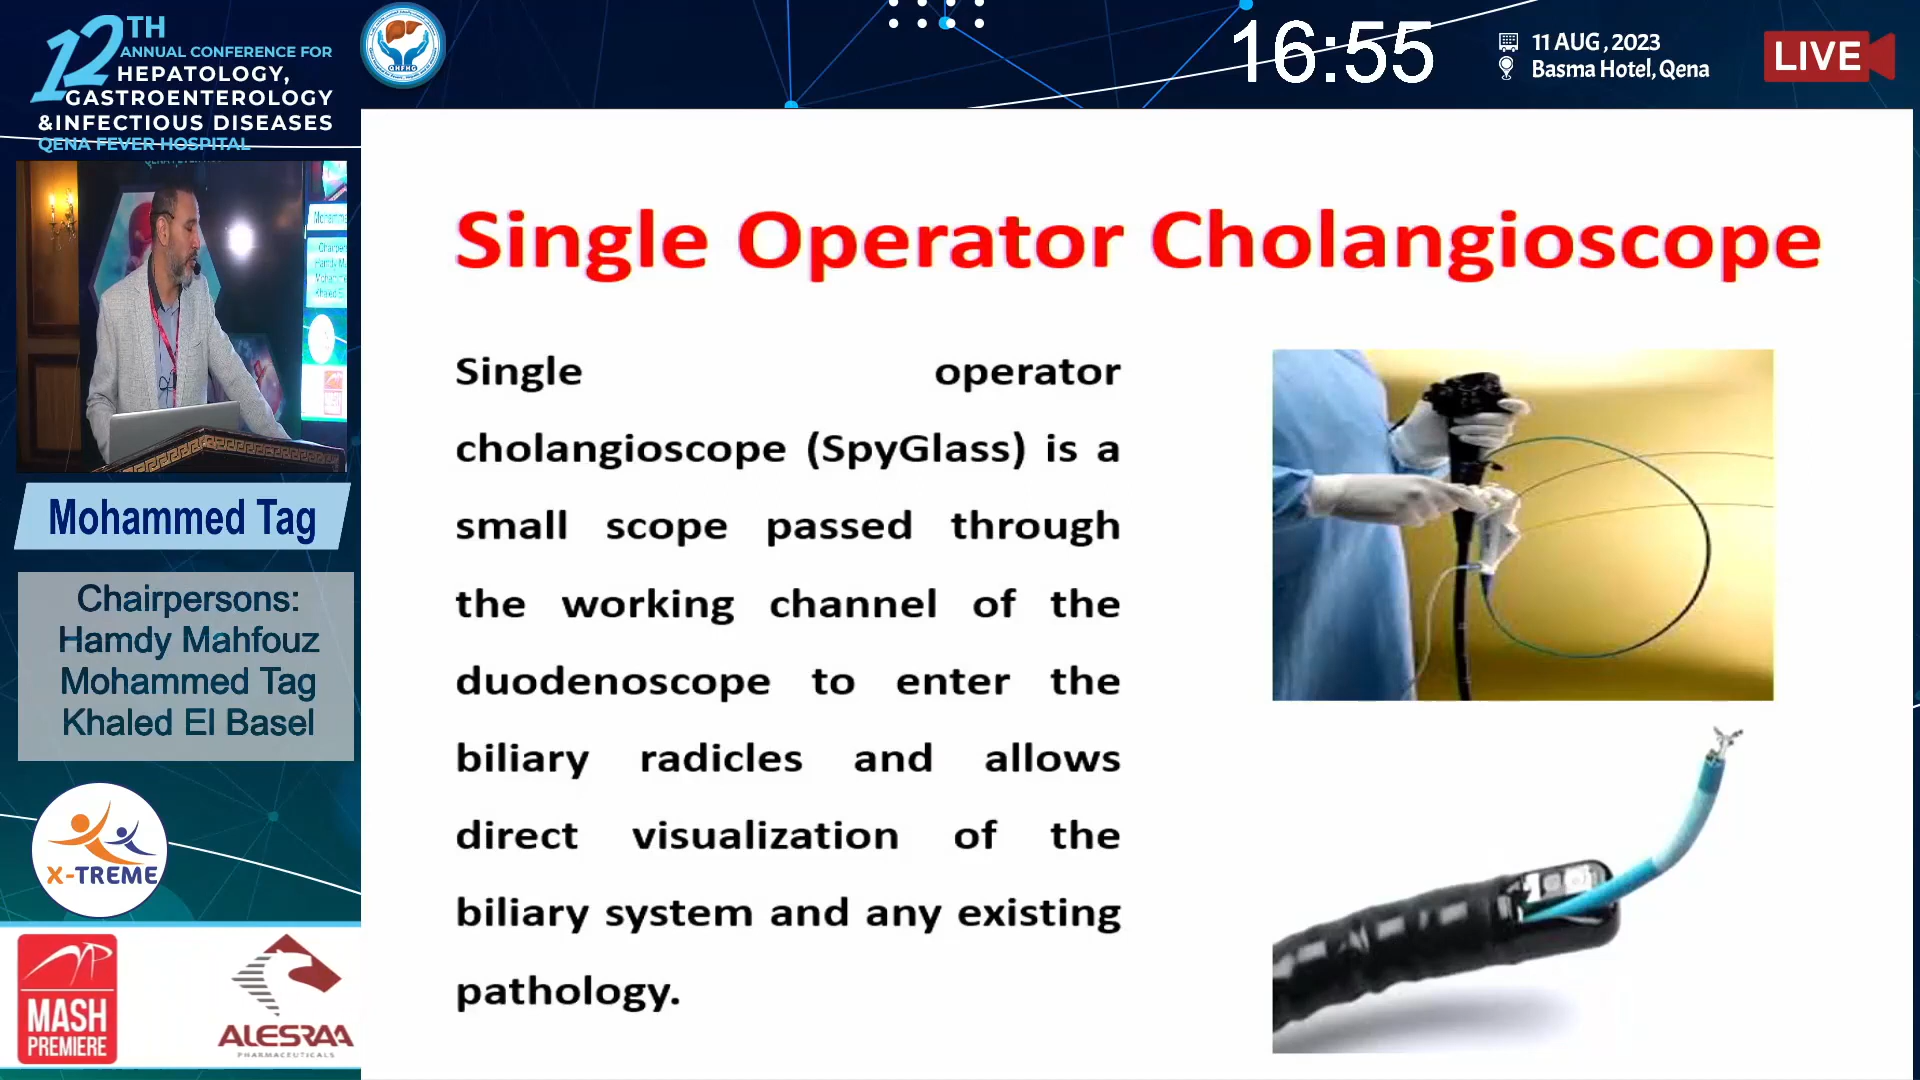 12TH
ANNUAL CONFERENCE FOR
HEPATOLOGY,
GASTROENTEROLOGY
&INFECTIOUS DISEASES
QENA FEVER HOSPITAL
QHFHG
16:55
11 AUG , 2023
Basma Hotel, Qena
LIVE
Mohammed Tag
Chairpersons:
Hamdy Mahfouz
Mohammed Tag
Khaled El Basel
X-TREME
MASH
PREMIERE
ALESRAA
PHARMACEUTICALS
Single Operator Cholangioscope
Single operator
cholangioscope (SpyGlass) is a
small scope passed through
the working channel of the
duodenoscope to enter the
biliary radicles and allows
direct visualization of the
biliary system and any existing
pathology.